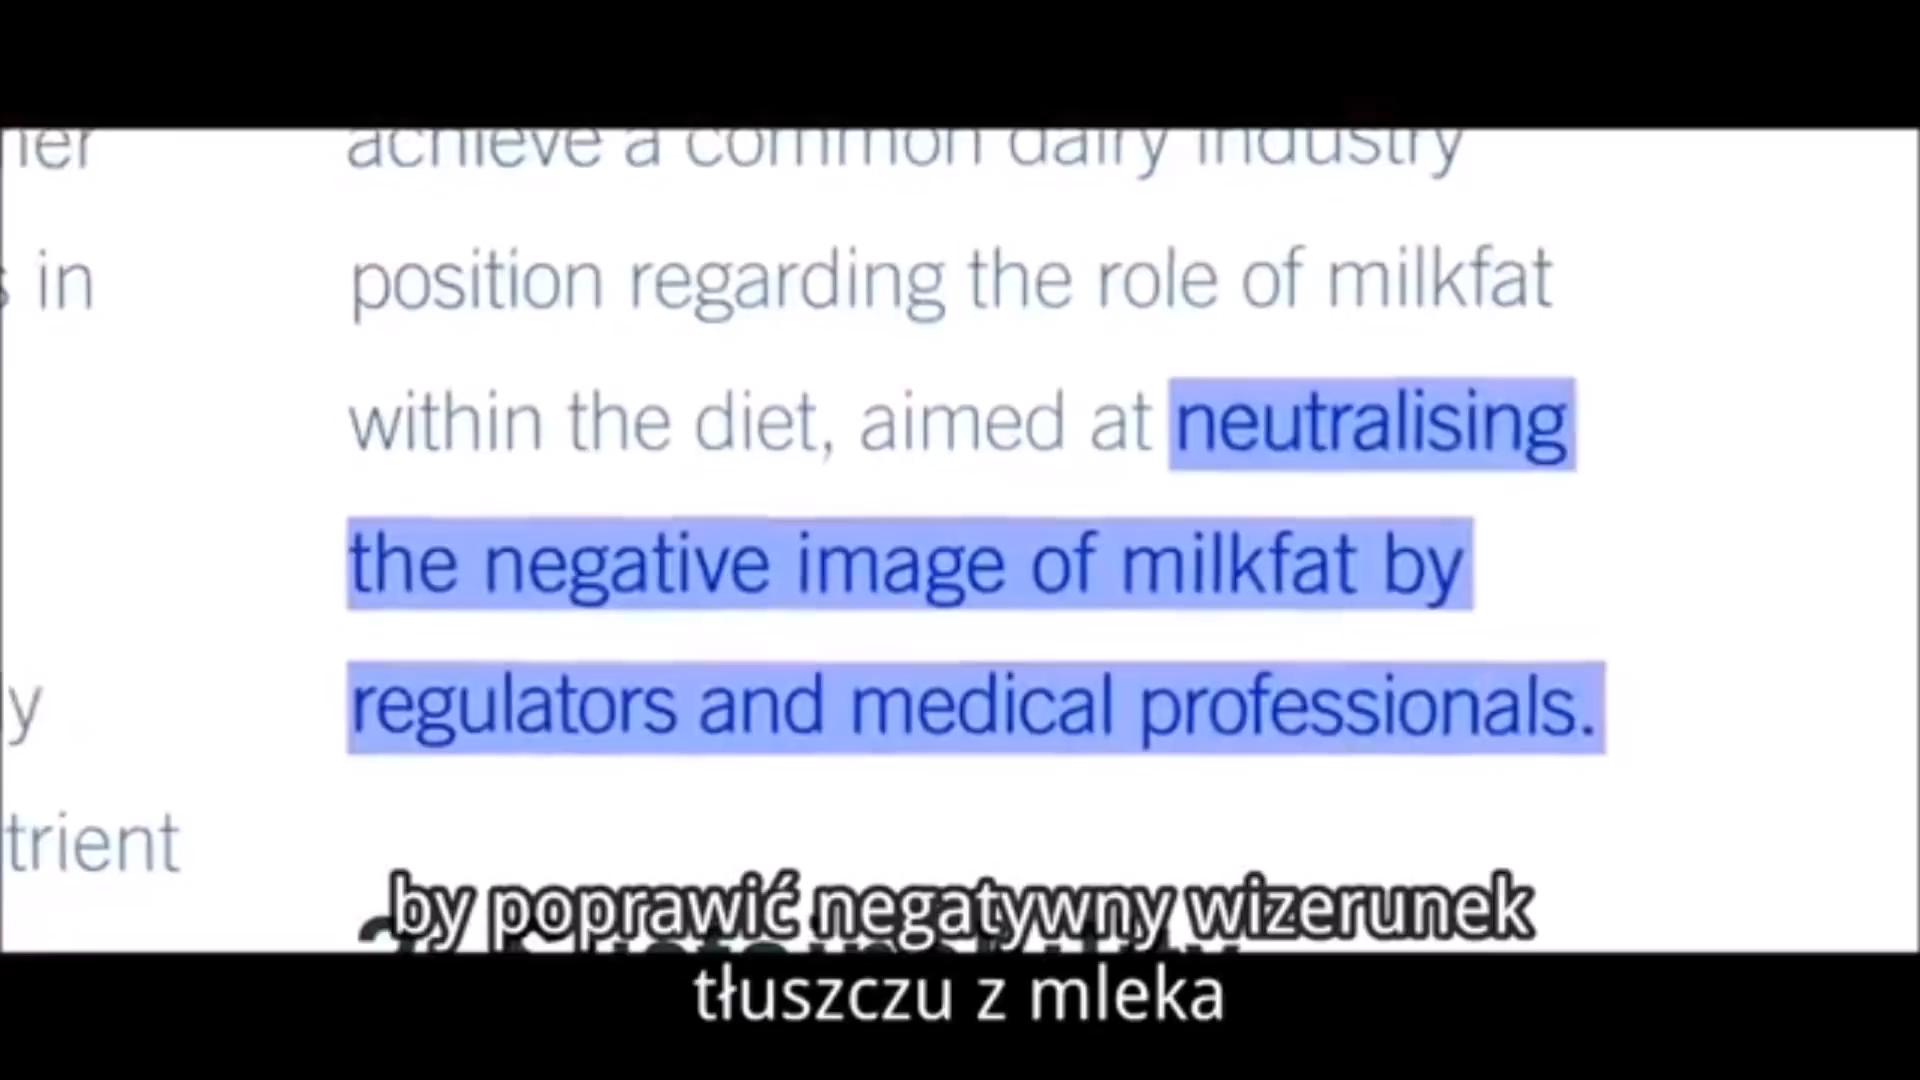 ner
achieve a common dairy industry
s in
position regarding the role of milkfat
within the diet, aimed at neutralising
the negative image of milkfat by
y
regulators and medical professionals.
trient
by poprawić negatywny wizerunek
tłuszczu z mleka